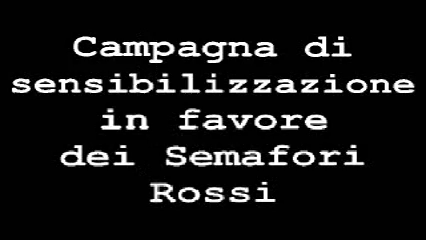 Campagna di
sensibilizzazione
in favore
dei Semafori
Rossi